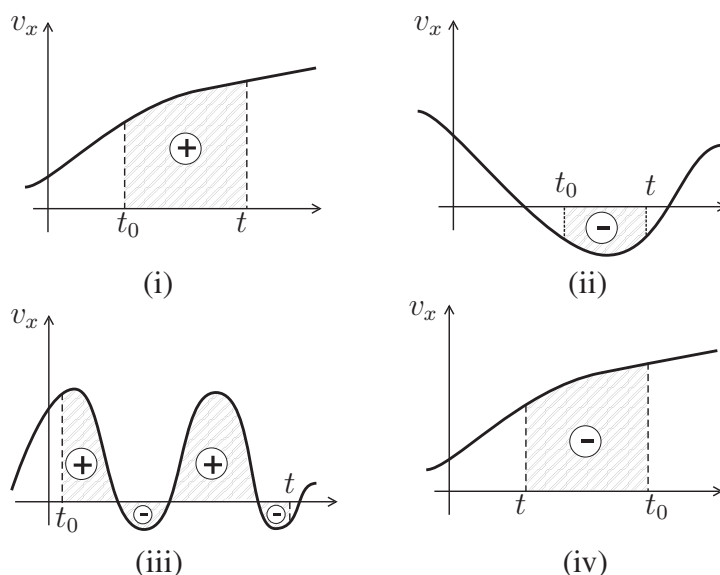 $v_x$
+
$t_0$
$t$
(i)
$v_x$
$t_0$
$t$
-
(ii)
$v_x$
+
+
-
-
$t$
$t_0$
(iii)
$v_x$
-
$t$
$t_0$
(iv)